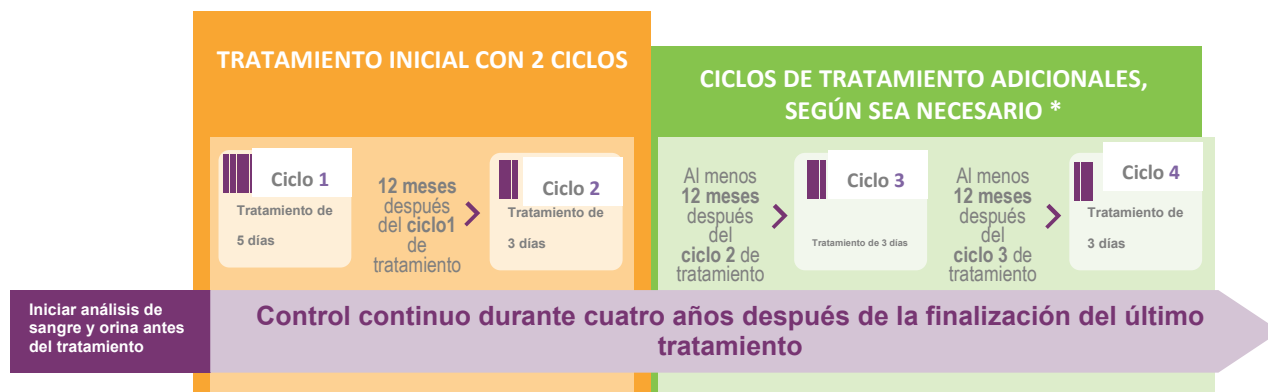 TRATAMIENTO INICIAL CON 2 CICLOS
CICLOS DE TRATAMIENTO ADICIONALES,
SEGÚN SEA NECESARIO *
Ciclo 1
Tratamiento de
5 días
12 meses
después
del ciclo1
de
tratamiento
Ciclo 2
Tratamiento de
3 días
Al menos
12 meses
después
del
ciclo 2 de
tratamiento
Ciclo 3
Tratamiento de 3 días
Al menos
12 meses
después
del
ciclo 3 de
tratamiento
Ciclo 4
Tratamiento de
3 días
Iniciar análisis de
sangre y orina antes
del tratamiento
Control continuo durante cuatro años después de la finalización del último
tratamiento